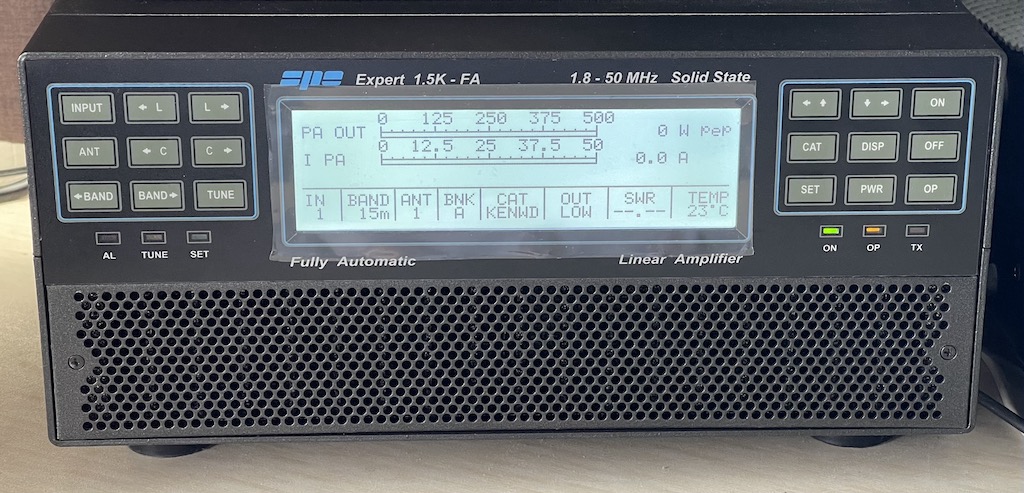 SPE Expert 1.5K - FA 1.8 - 50 MHz Solid State
INPUT ← L L →
ANT ← C C →
←BAND BAND→ TUNE
AL TUNE SET
0 125 250 375 500
PA OUT 0 W pep
0 12.5 25 37.5 50
I PA 0.0 A
IN BAND ANT BNK CAT OUT SWR TEMP
1 15m 1 A KENWD LOW --.-- 23°C
Fully Automatic Linear Amplifier
← ↑ ↓ → ON
CAT DISP OFF
SET PWR OP
ON OP TX